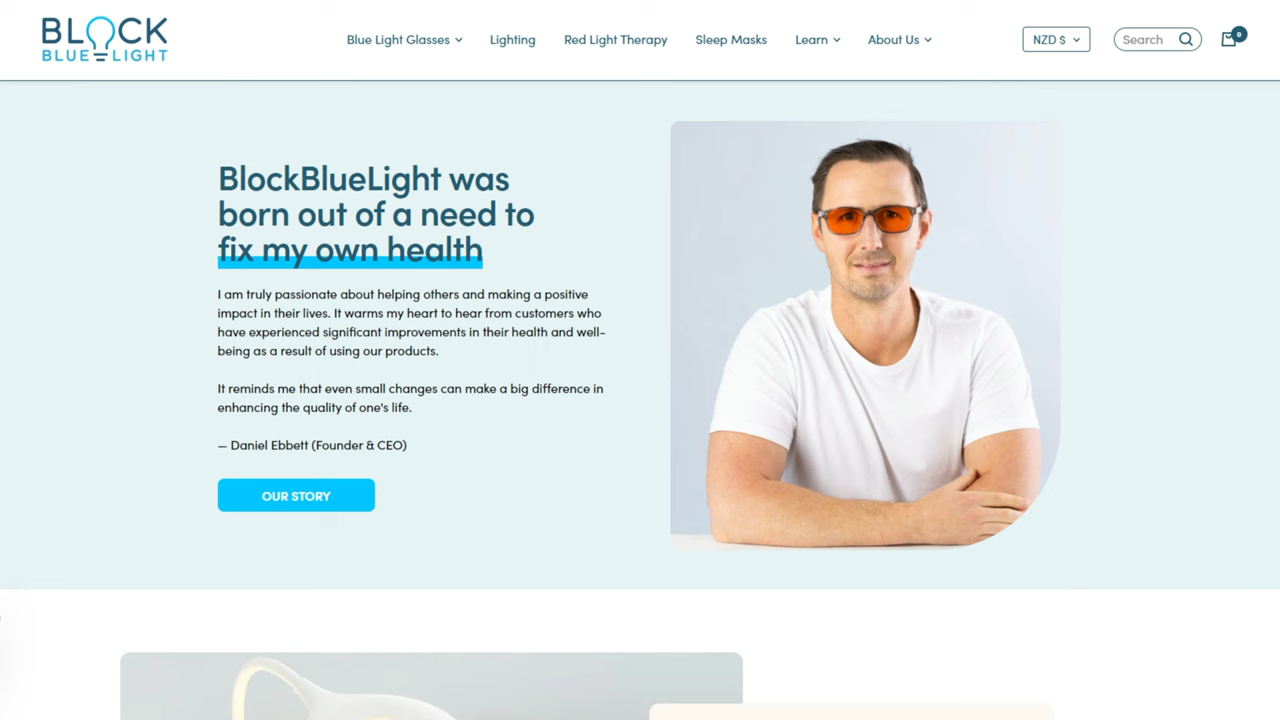 BLOCK
BLUE LIGHT
Blue Light Glasses
Lighting
Red Light Therapy
Sleep Masks
Learn
About Us
NZD $
Search
0
BlockBlueLight was
born out of a need to
fix my own health
I am truly passionate about helping others and making a positive
impact in their lives. It warms my heart to hear from customers who
have experienced significant improvements in their health and well-
being as a result of using our products.
It reminds me that even small changes can make a big difference in
enhancing the quality of one's life.
— Daniel Ebbett (Founder & CEO)
OUR STORY